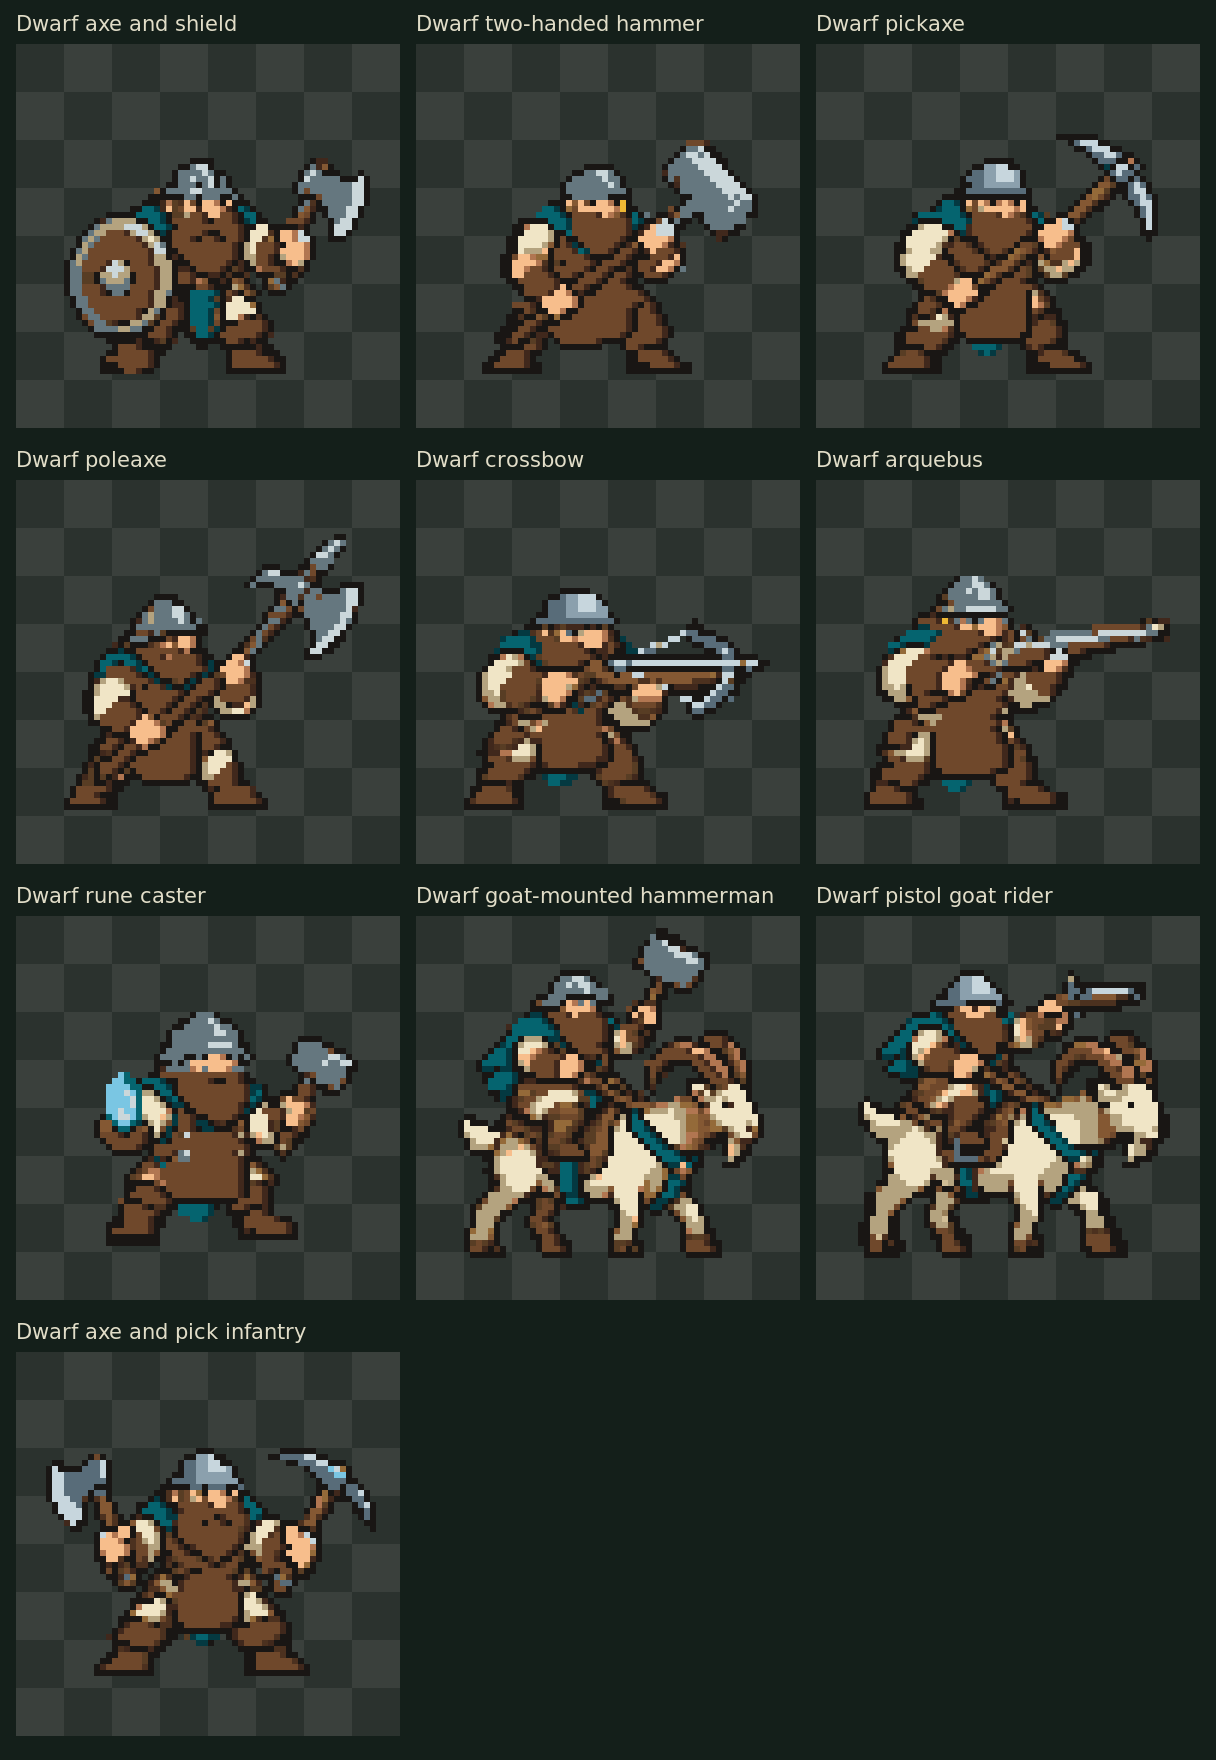 Dwarf axe and shield
Dwarf two-handed hammer
Dwarf pickaxe
Dwarf poleaxe
Dwarf crossbow
Dwarf arquebus
Dwarf rune caster
Dwarf goat-mounted hammerman
Dwarf pistol goat rider
Dwarf axe and pick infantry